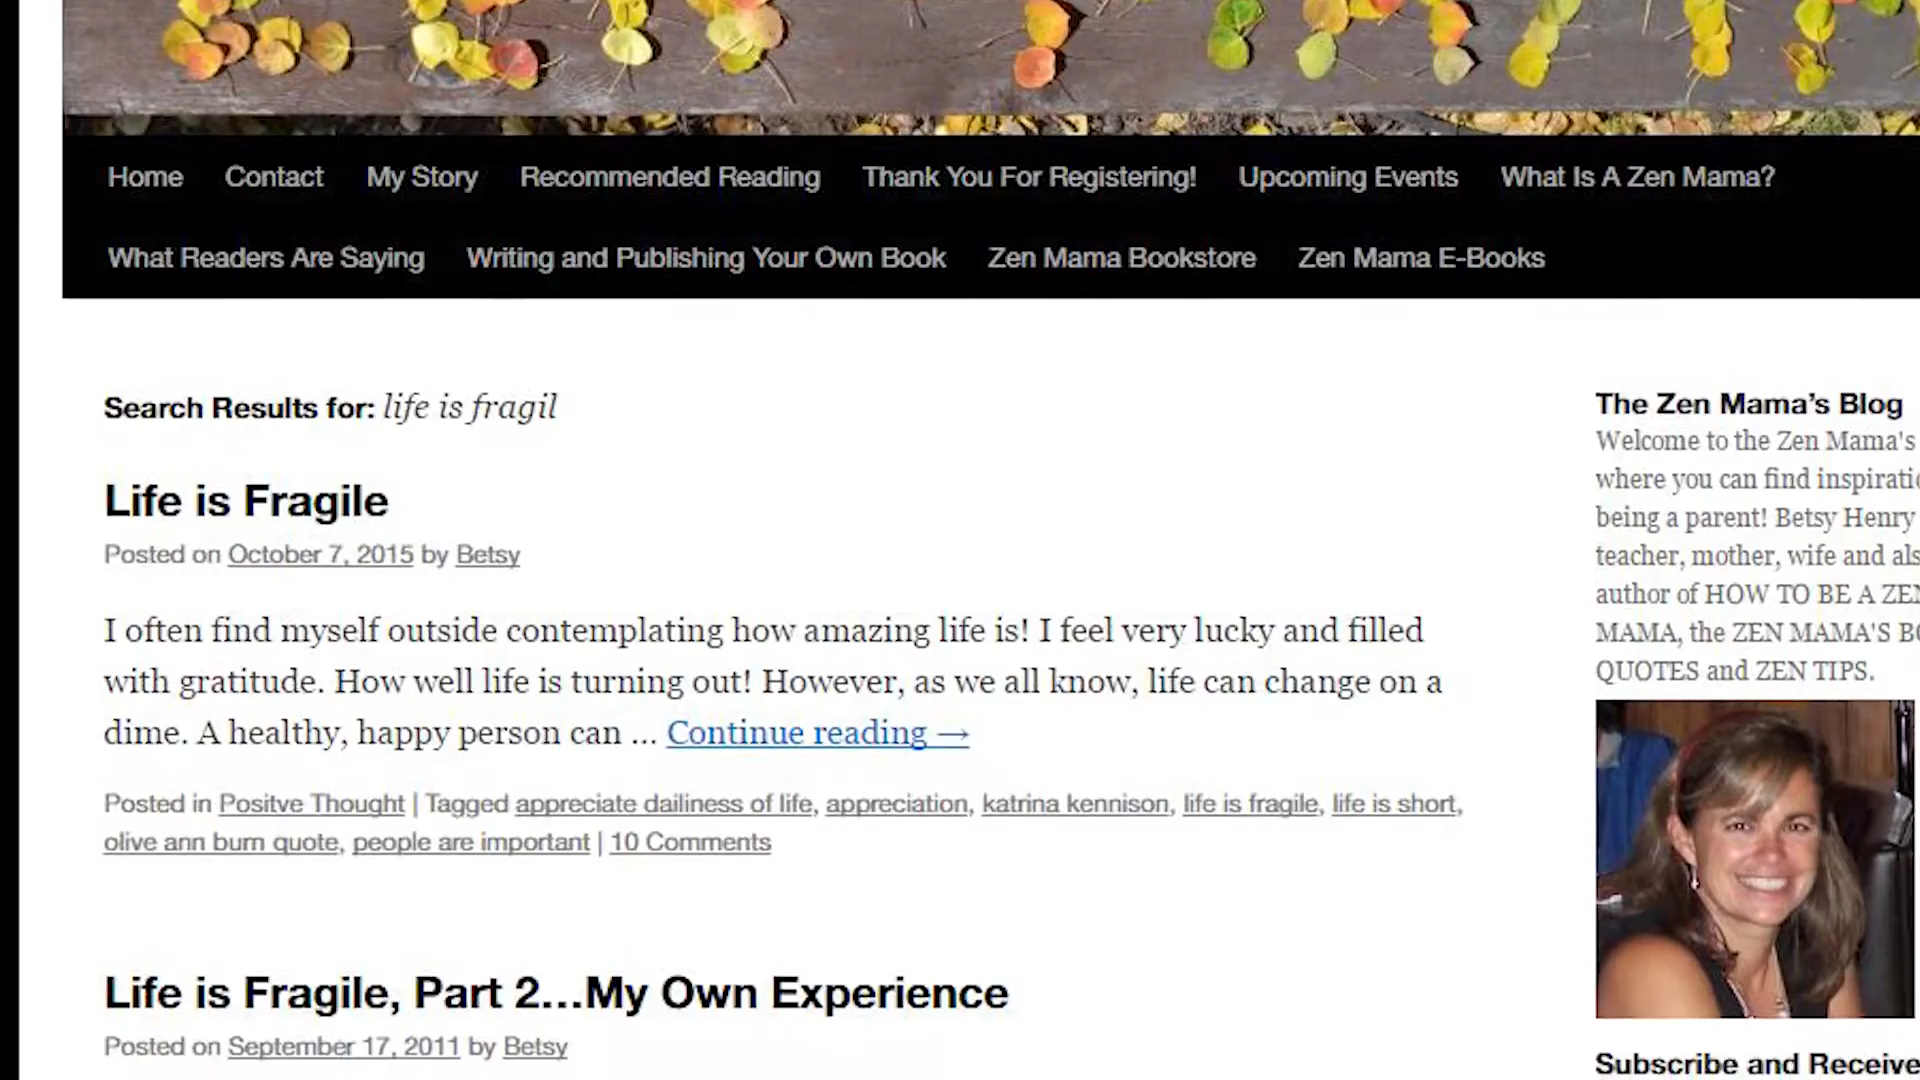 Home Contact My Story Recommended Reading Thank You For Registering! Upcoming Events What Is A Zen Mama?
What Readers Are Saying Writing and Publishing Your Own Book Zen Mama Bookstore Zen Mama E-Books
Search Results for: life is fragil
Life is Fragile
Posted on October 7, 2015 by Betsy
I often find myself outside contemplating how amazing life is! I feel very lucky and filled
with gratitude. How well life is turning out! However, as we all know, life can change on a
dime. A healthy, happy person can ... Continue reading →
Posted in Positve Thought | Tagged appreciate dailiness of life, appreciation, katrina kennison, life is fragile, life is short,
olive ann burn quote, people are important | 10 Comments
Life is Fragile, Part 2...My Own Experience
Posted on September 17, 2011 by Betsy
The Zen Mama's Blog
Welcome to the Zen Mama's
where you can find
being a parent! Betsy Henry
teacher, mother, wife and
author of HOW TO BE A
MAMA, the ZEN MAMA'S
QUOTES and ZEN TIPS.
Subscribe and Receive